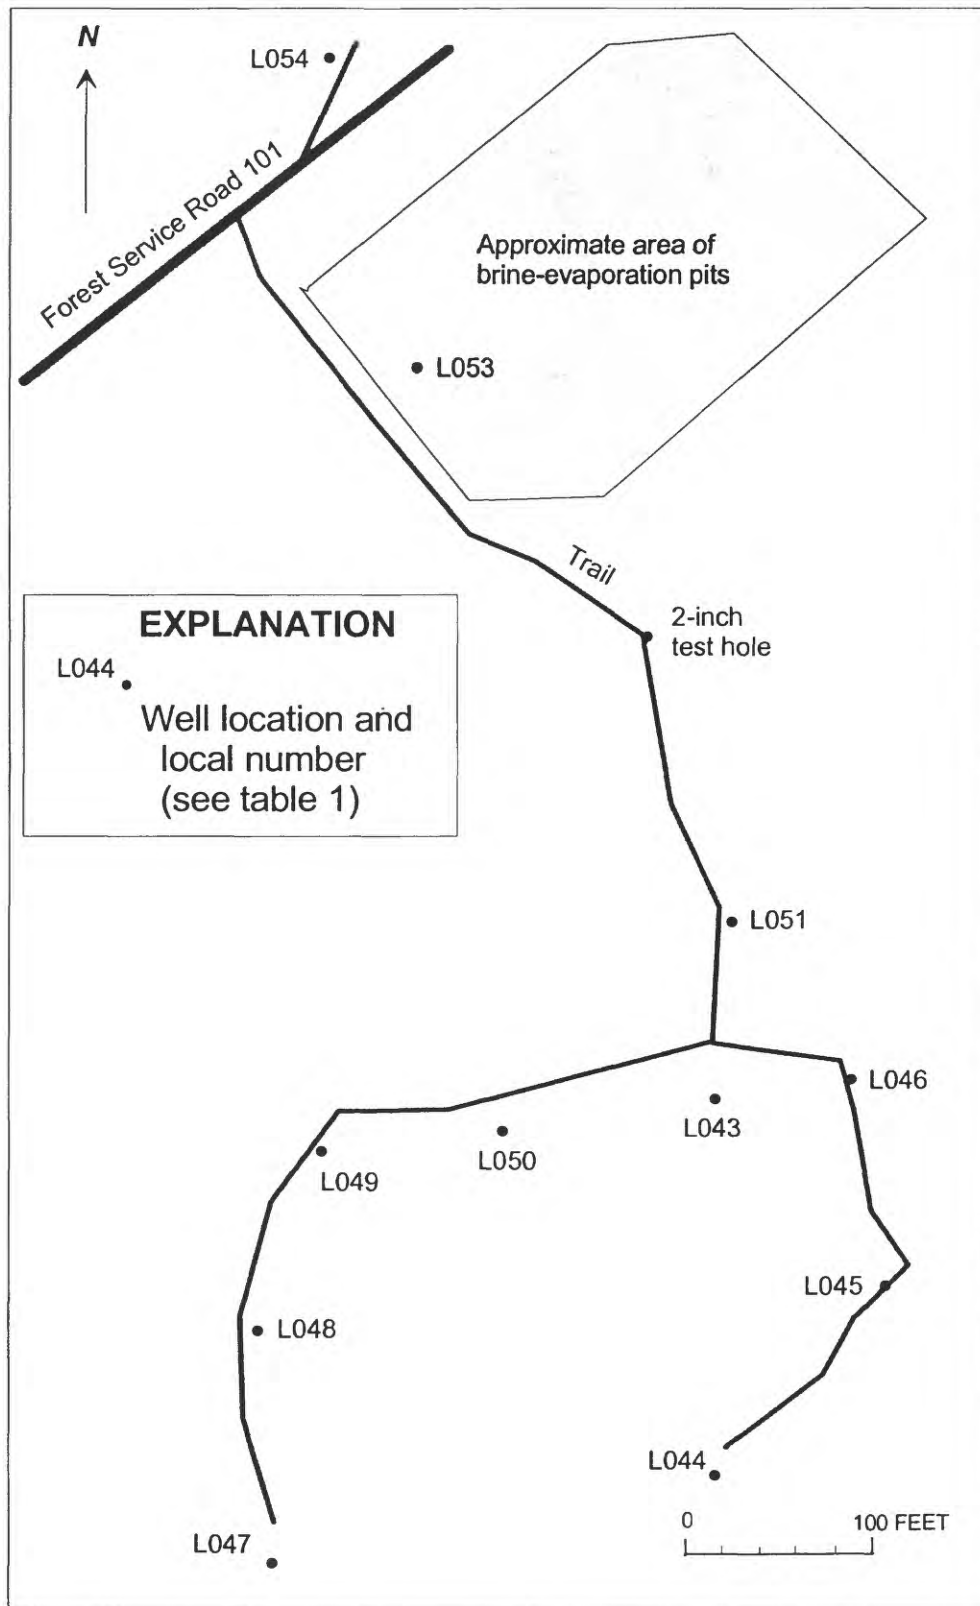 N
L054
Forest Service Road 101
Approximate area of
brine-evaporation pits
L053
Trail
2-inch
test hole
EXPLANATION
L044
Well location and
local number
(see table 1)
L051
L046
L043
L050
L049
L045
L048
L044
L047
0 100 FEET